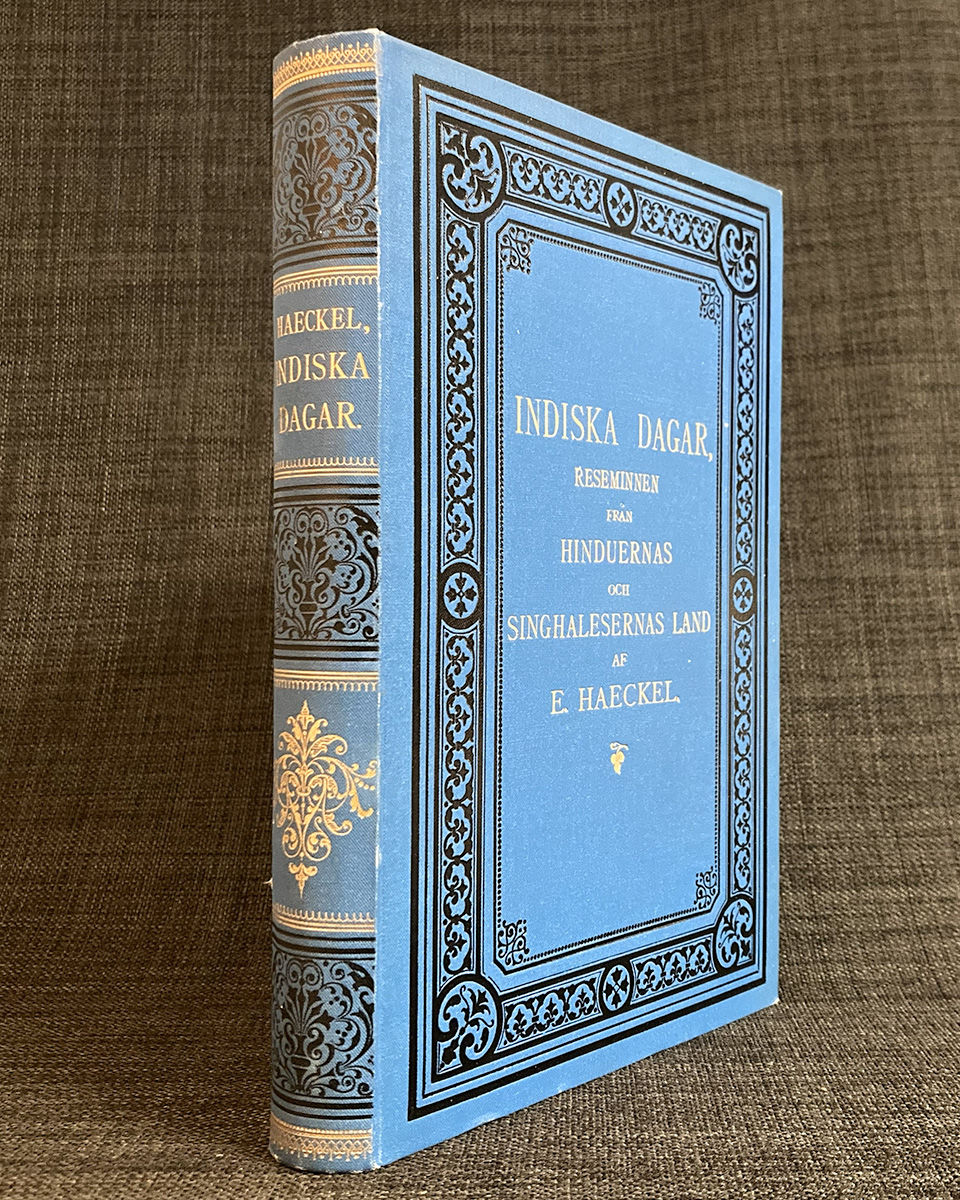 HAECKEL,
INDISKA
DAGAR.
INDISKA DAGAR,
RESEMINNEN
FRÅN
HINDUERNAS
OCH
SINGHALESERNAS LAND
AF
E. HAECKEL.